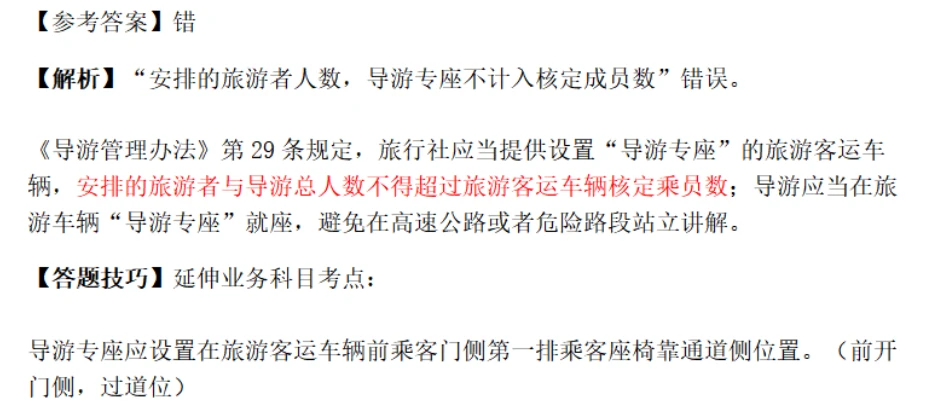 【参考答案】错
【解析】“安排的旅游者人数，导游专座不计入核定成员数”错误。
《导游管理办法》第 29 条规定，旅行社应当提供设置“导游专座”的旅游客运车
辆，安排的旅游者与导游总人数不得超过旅游客运车辆核定乘员数；导游应当在旅
游车辆“导游专座”就座，避免在高速公路或者危险路段站立讲解。
【答题技巧】延伸业务科目考点：
导游专座应设置在旅游客运车辆前乘客门侧第一排乘客座椅靠通道侧位置。（前开
门侧，过道位）